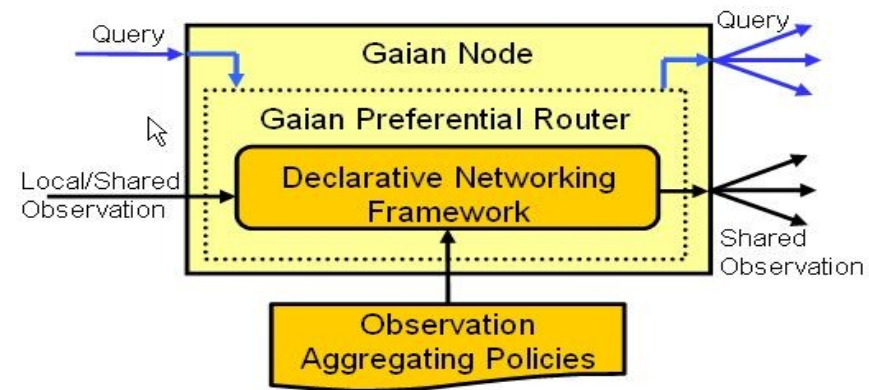 Query
Query
Gaian Node
Gaian Preferential Router
Local/Shared
Observation
Declarative Networking
Framework
Shared
Observation
Observation
Aggregating Policies